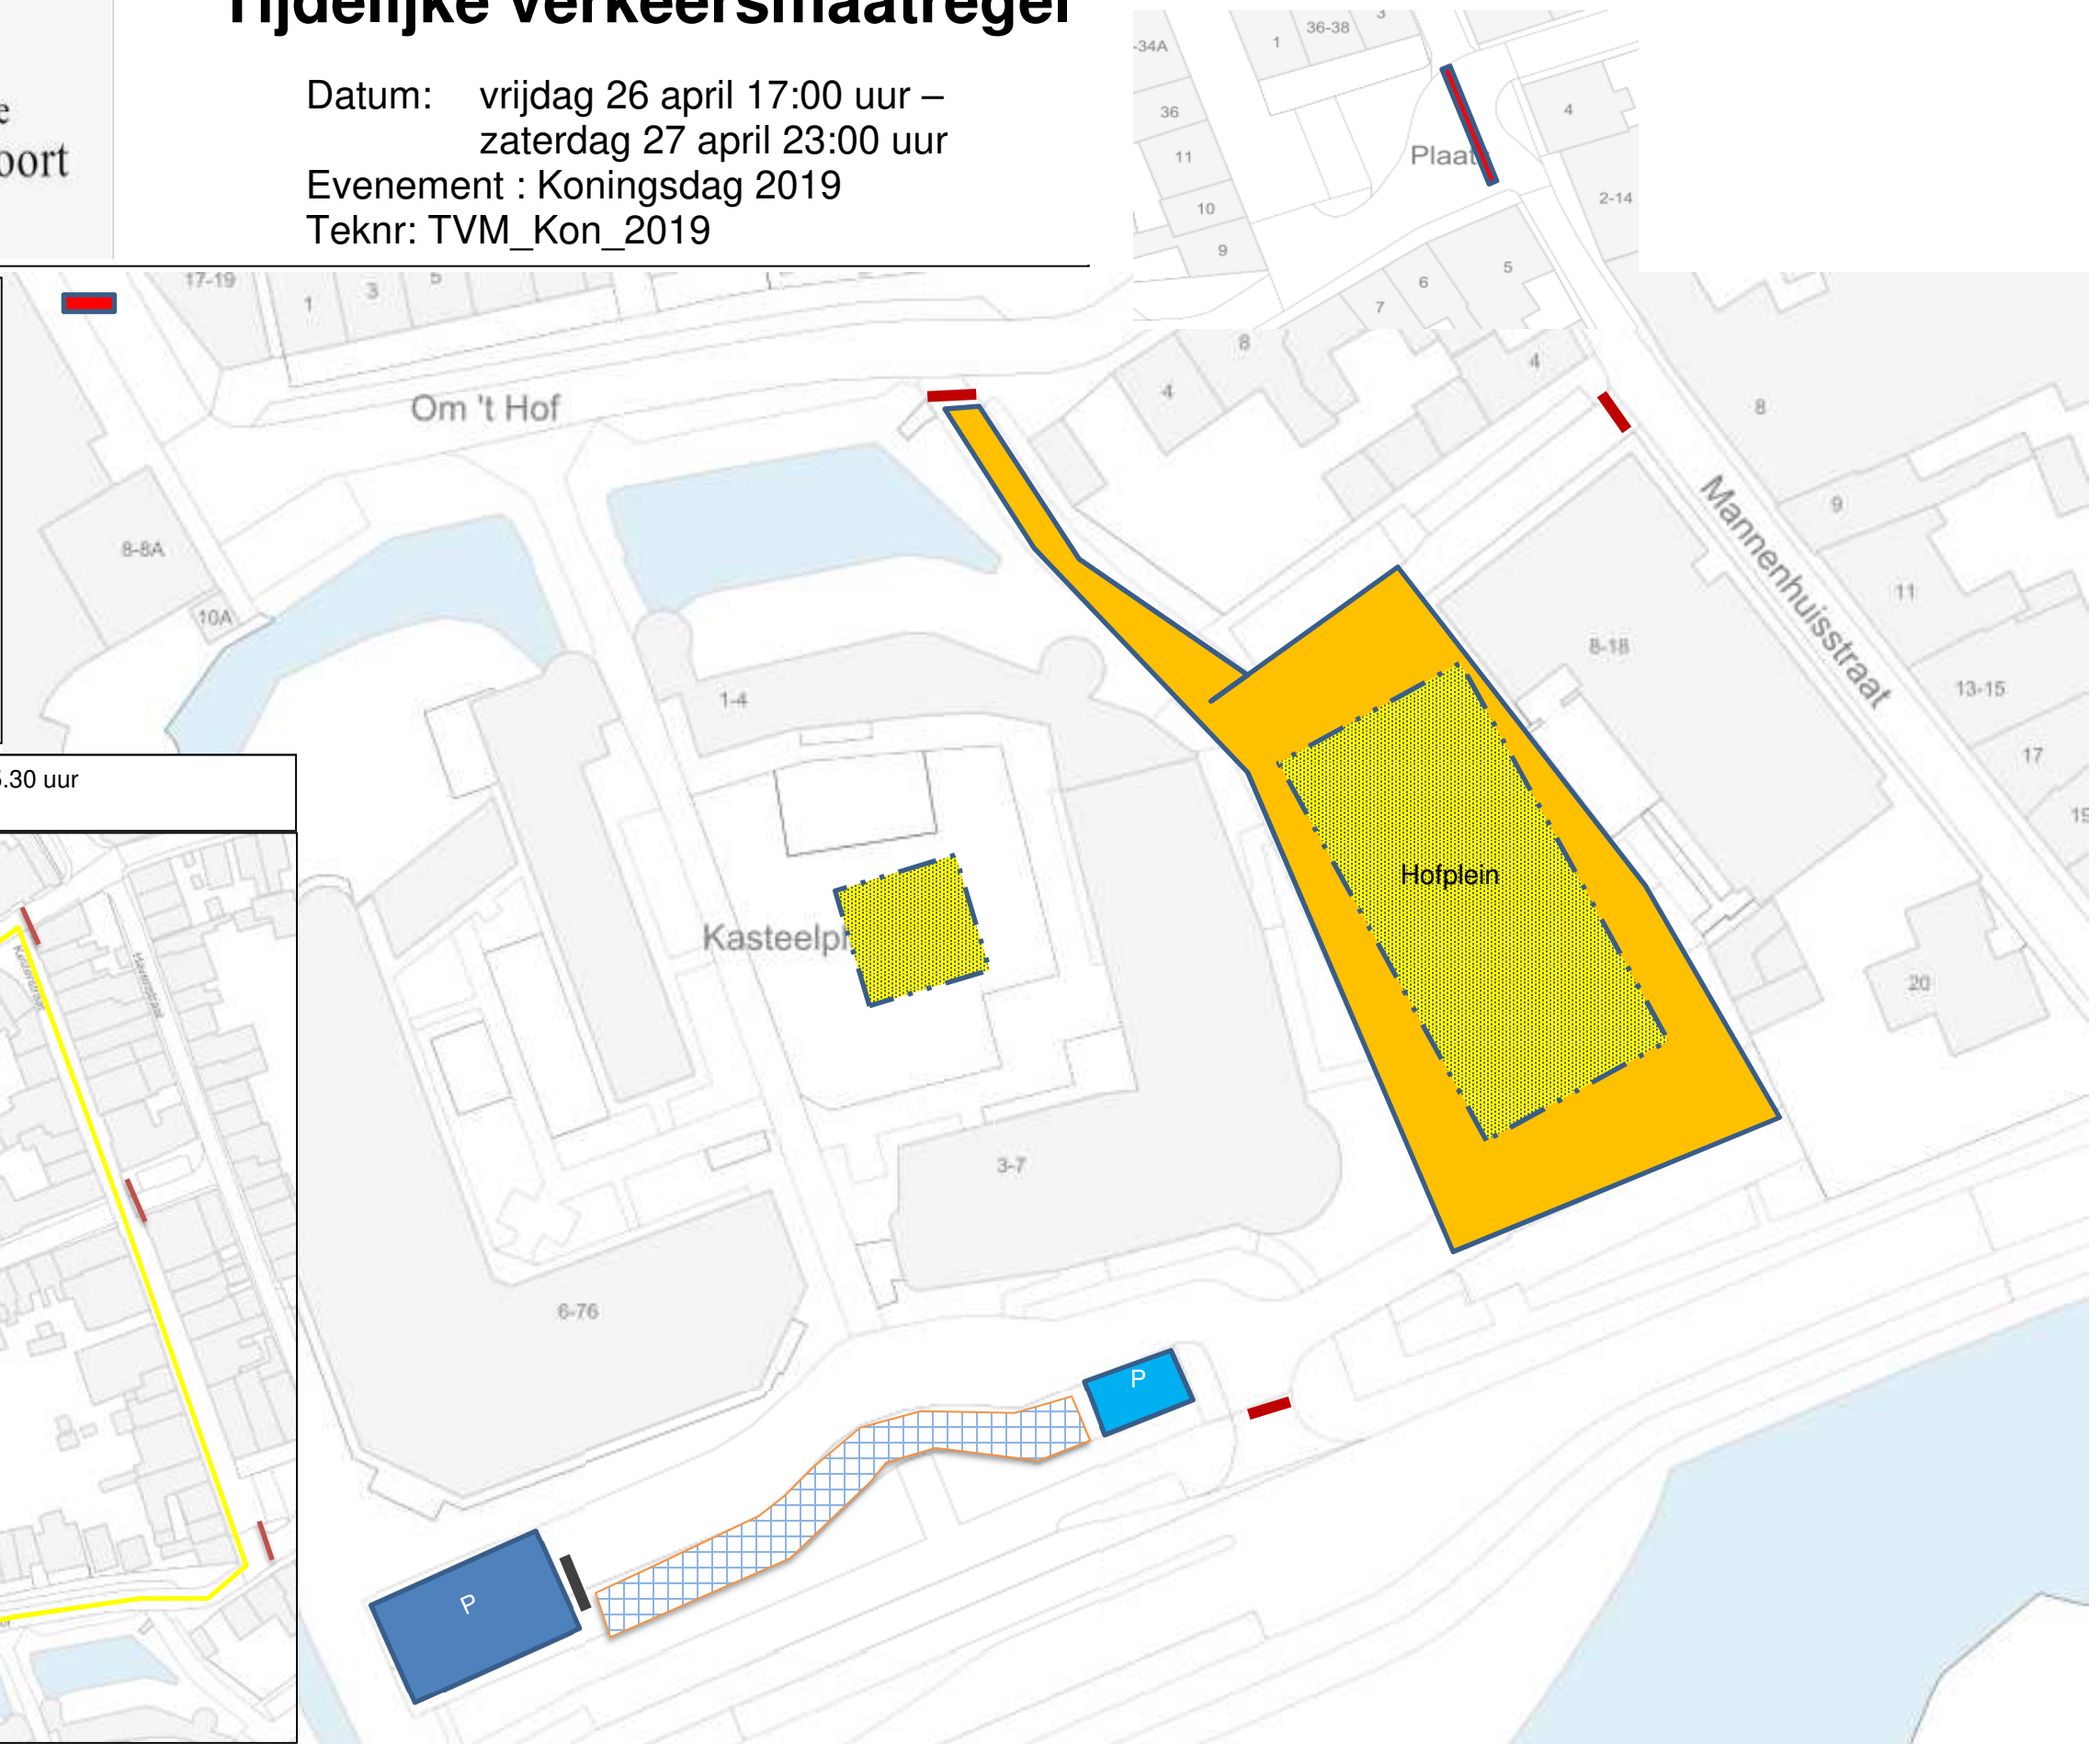 Tijdelijke verkeersmaatregel
e
oort
Datum: vrijdag 26 april 17:00 uur –
zaterdag 27 april 23:00 uur
Evenement : Koningsdag 2019
Teknr: TVM_Kon_2019
-34A
1
36-38
3
36
11
10
9
Plaat
4
2-14
5
6
7
17-19
1
3
5
Om 't Hof
8
4
4
8
9
11
Mannenhuisstraat
8-8A
10A
1-4
8-18
13-15
17
.30 uur
Hofplein
Kasteelpl
20
3-7
6-76
P
P